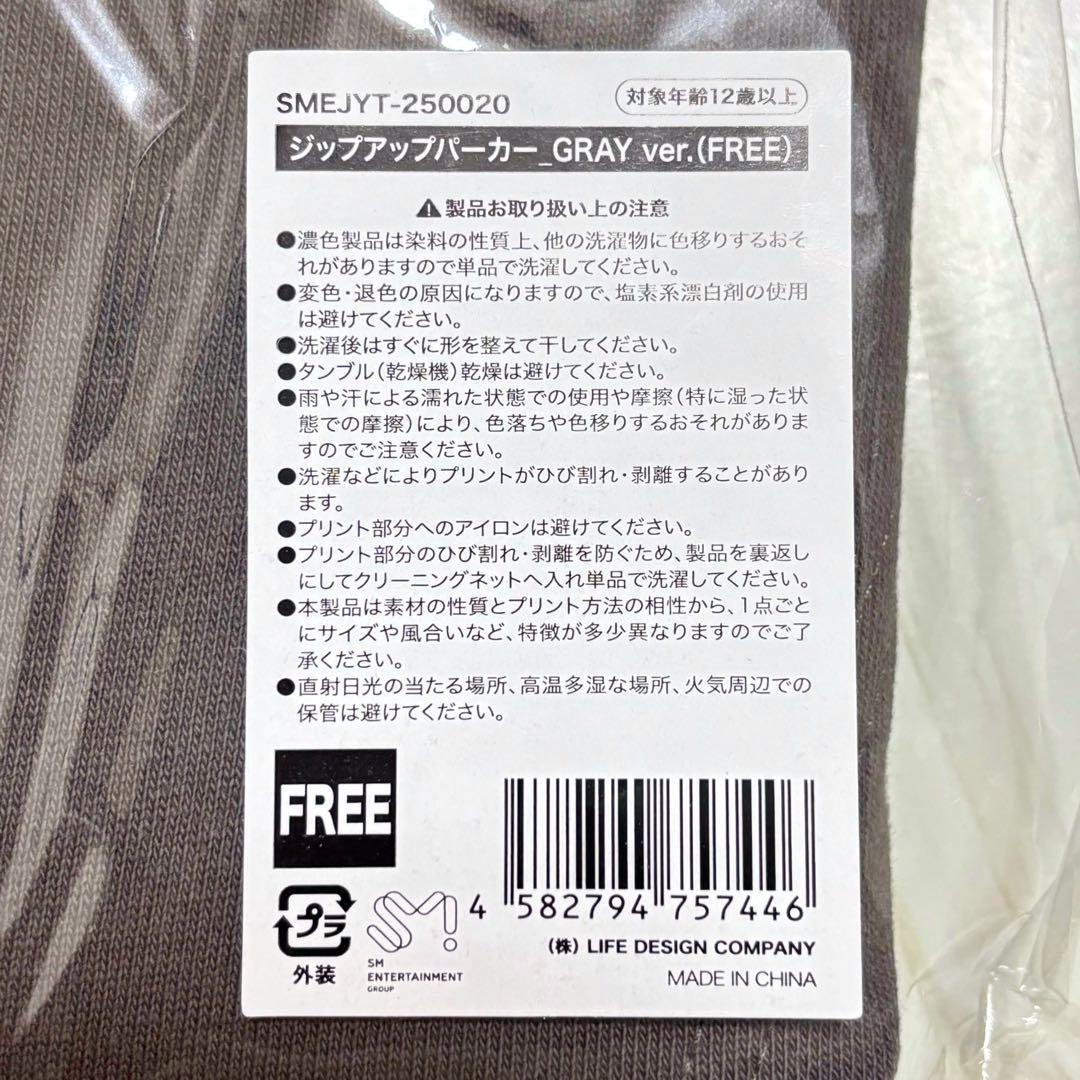 SMEJYT-250020
対象年齢12歳以上
ジップアップパーカー_GRAY ver.(FREE)
⚠製品お取り扱い上の注意
●濃色製品は染料の性質上、他の洗濯物に色移りするおそ
れがありますので単品で洗濯してください。
●変色・退色の原因になりますので、塩素系漂白剤の使用
は避けてください。
●洗濯後はすぐに形を整えて干してください。
●タンブル(乾燥機)乾燥は避けてください。
●雨や汗による濡れた状態での使用や摩擦(特に湿った状
態での摩擦)により、色落ちや色移りするおそれがありま
すのでご注意ください。
●洗濯などによりプリントがひび割れ・剥離することがあり
ます。
●プリント部分へのアイロンは避けてください。
●プリント部分のひび割れ・剥離を防ぐため、製品を裏返し
にしてクリーニングネットへ入れ単品で洗濯してください。
●本製品は素材の性質とプリント方法の相性から、1点ごと
にサイズや風合いなど、特徴が多少異なりますのでご了
承ください。
●直射日光の当たる場所、高温多湿な場所、火気周辺での
保管は避けてください。
FREE
プラ
外装
SM
SM
ENTERTAINMENT
GROUP
4 582794 757446
(株) LIFE DESIGN COMPANY
MADE IN CHINA